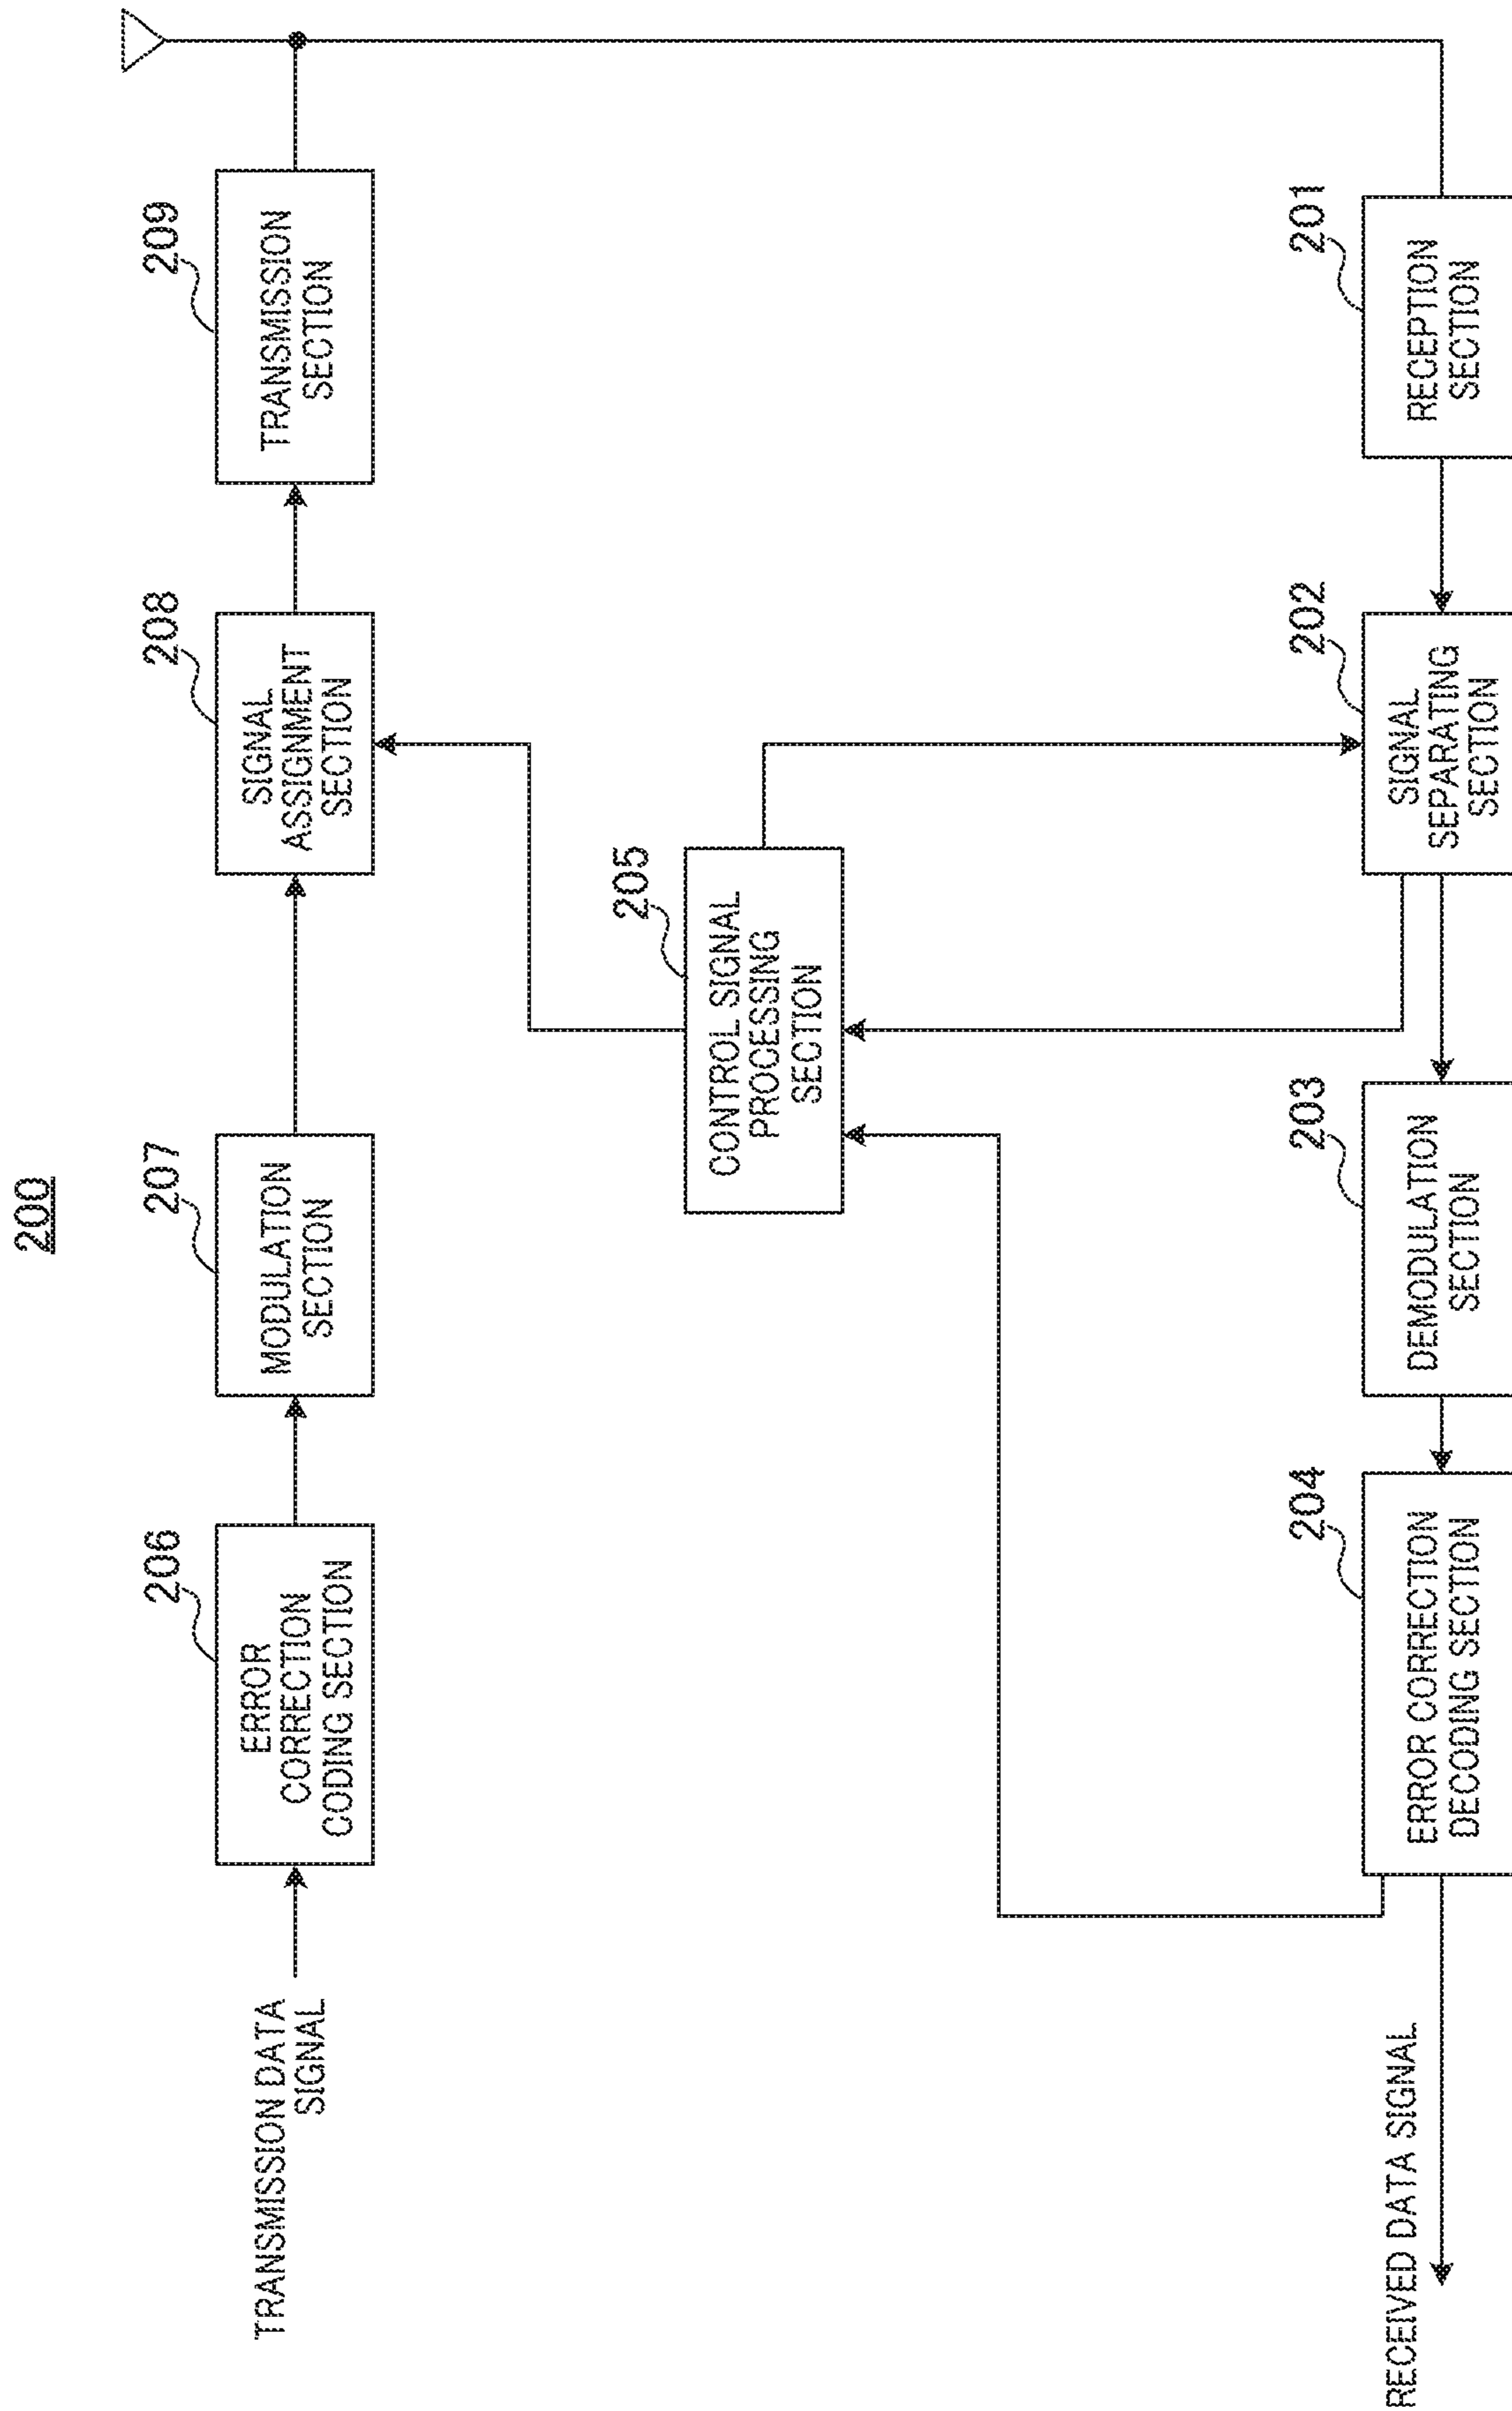 200
206
ERROR
CORRECTION
CODING SECTION
207
MODULATION
SECTION
208
SIGNAL
ASSIGNMENT
SECTION
209
TRANSMISSION
SECTION
TRANSMISSION DATA
SIGNAL
205
CONTROL SIGNAL
PROCESSING
SECTION
204
ERROR CORRECTION
DECODING SECTION
203
DEMODULATION
SECTION
202
SIGNAL
SEPARATING
SECTION
201
RECEPTION
SECTION
RECEIVED DATA SIGNAL